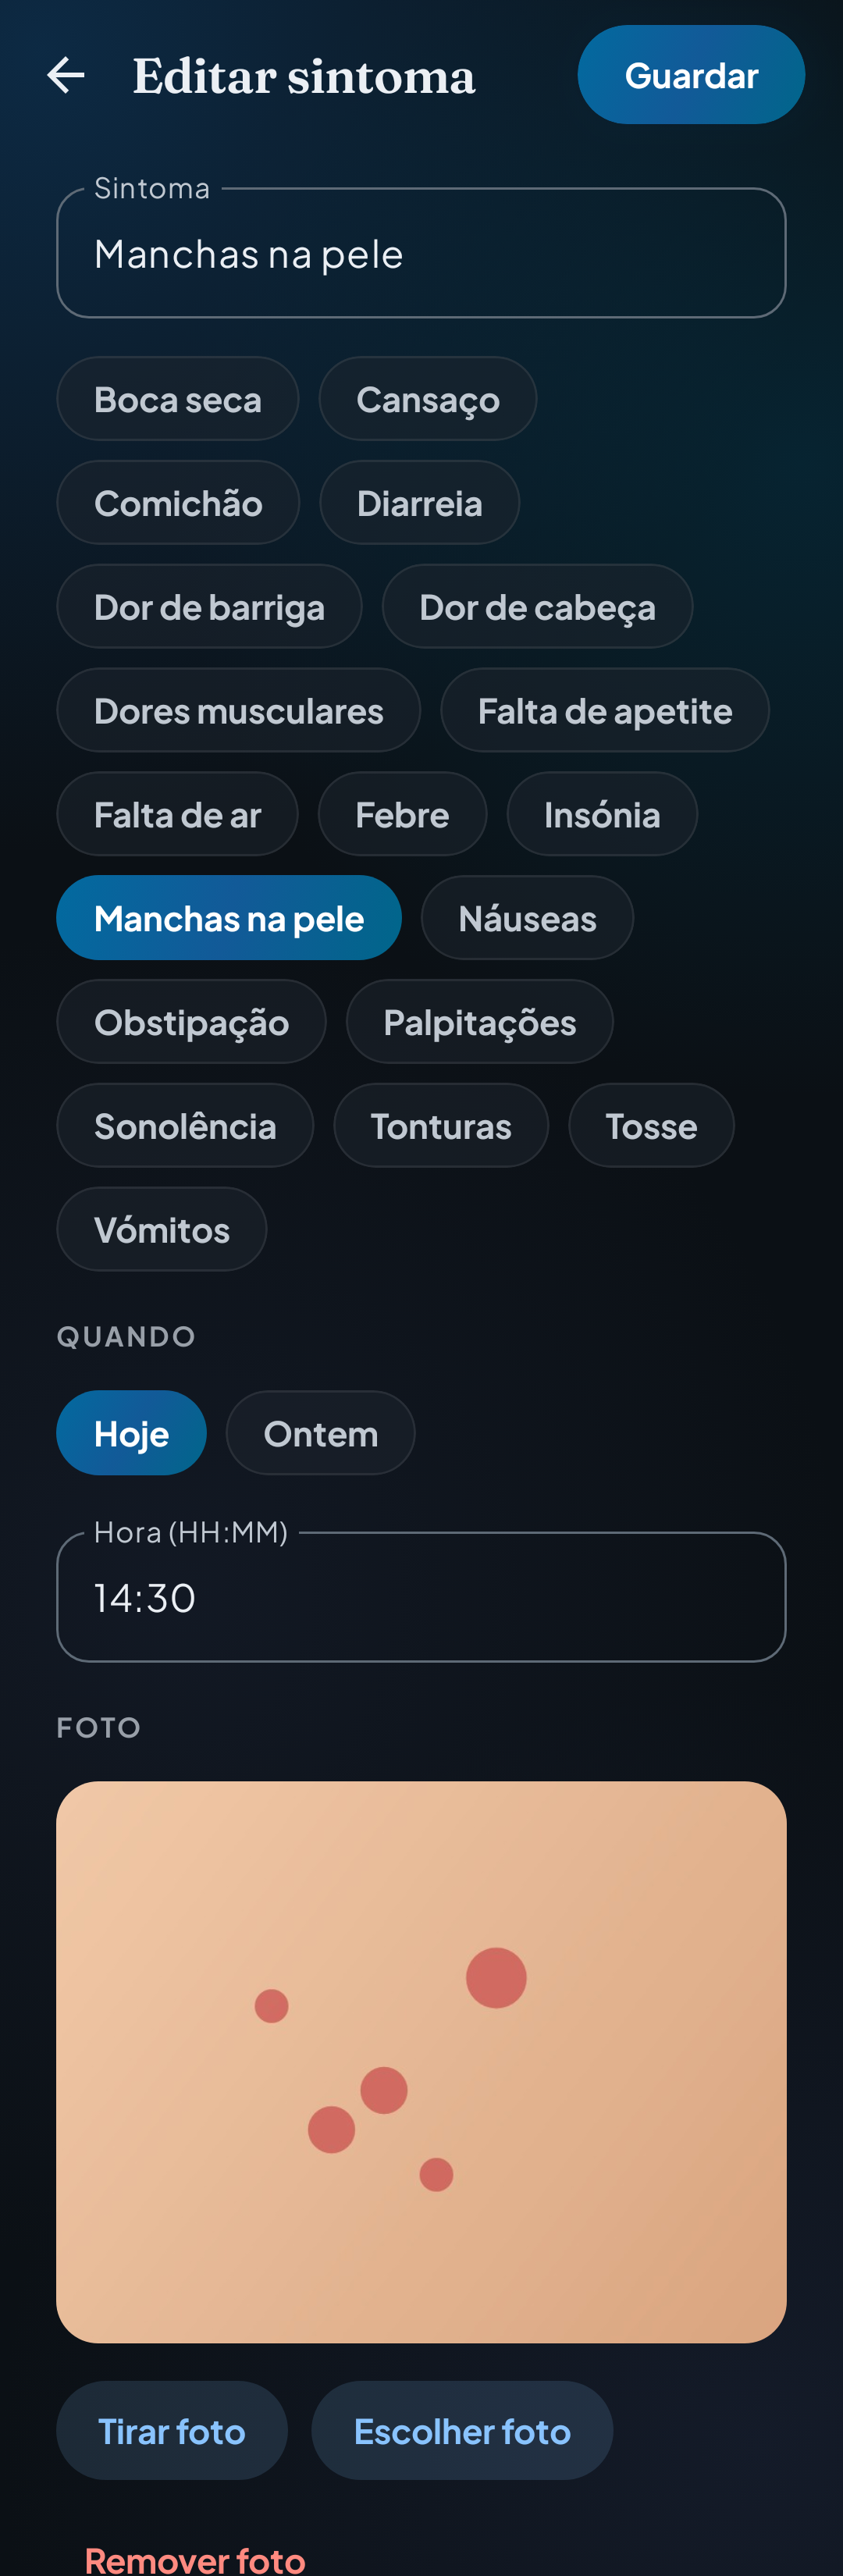 Editar sintoma
Guardar
Sintoma
Manchas na pele
Boca seca
Cansaço
Comichão
Diarreia
Dor de barriga
Dor de cabeça
Dores musculares
Falta de apetite
Falta de ar
Febre
Insónia
Manchas na pele
Náuseas
Obstipação
Palpitações
Sonolência
Tonturas
Tosse
Vómitos
QUANDO
Hoje
Ontem
Hora (HH:MM)
14:30
FOTO
Tirar foto
Escolher foto
Remover foto